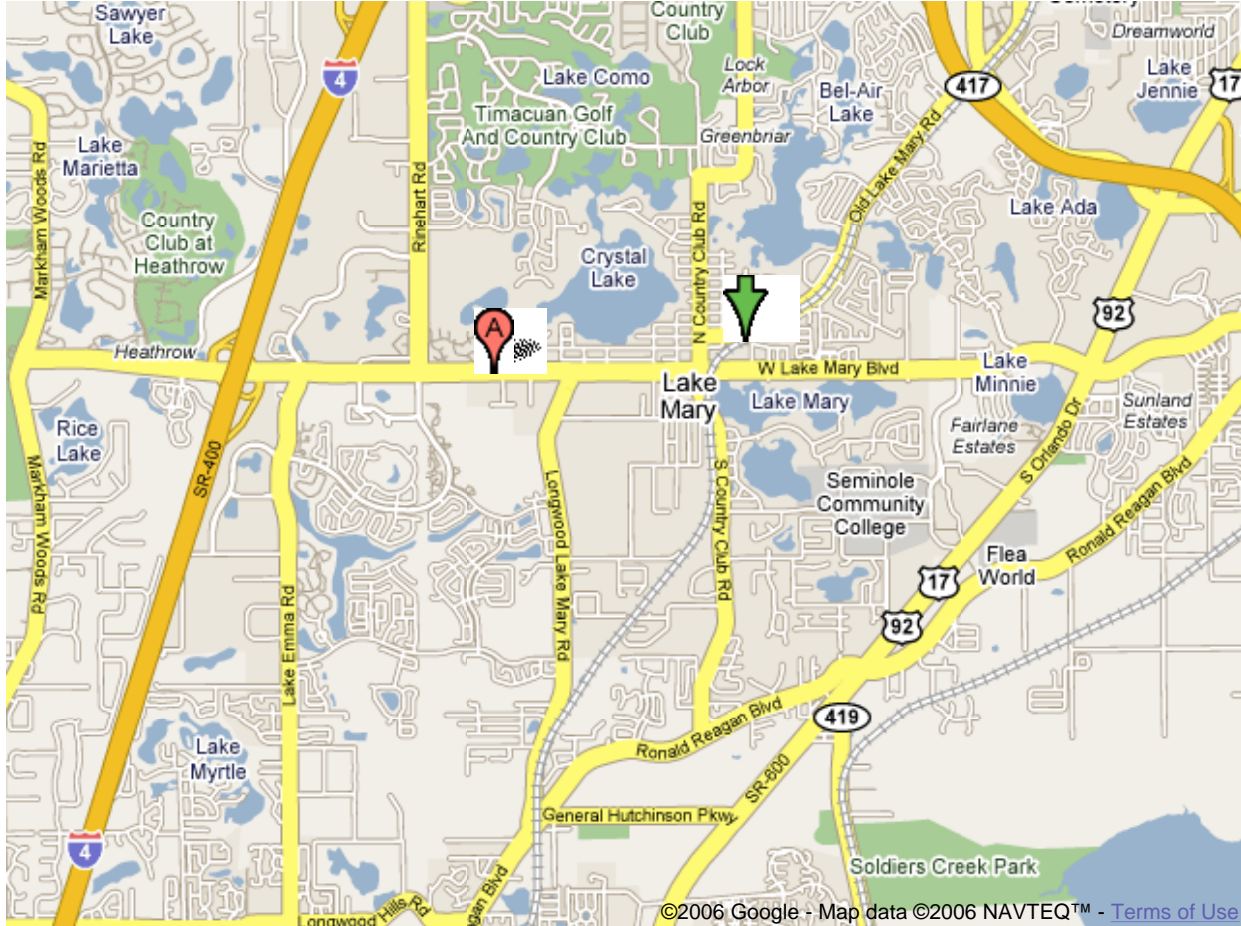 Sawyer
Lake
Country
Club
Cemetery
Dreamworld
4
Lake Como
Lock
Arbor
417
Lake
Jennie
17
Bel-Air
Lake
Timacuan Golf
And Country Club
Greenbriar
Lake
Marietta
Markham Woods Rd
Rinehart Rd
Old Lake Mary Rd
Lake Ada
Country
Club at
Heathrow
Crystal
Lake
N Country Club Rd
92
A
Heathrow
W Lake Mary Blvd
Lake
Minnie
Lake
Mary
Lake Mary
Sunland
Estates
Fairlane
Estates
S Orlando Dr
Rice
Lake
SR-400
Markham Woods Rd
Longwood Lake Mary Rd
S Country Club Rd
Seminole
Community
College
Ronald Reagan Blvd
Flea
World
17
92
Lake Emma Rd
419
Ronald Reagan Blvd
Lake
Myrtle
SR-600
General Hutchinson Pkwy
4
Soldiers Creek Park
Longwood Hills Rd
agan Blvd
©2006 Google - Map data ©2006 NAVTEQ™ - Terms of Use